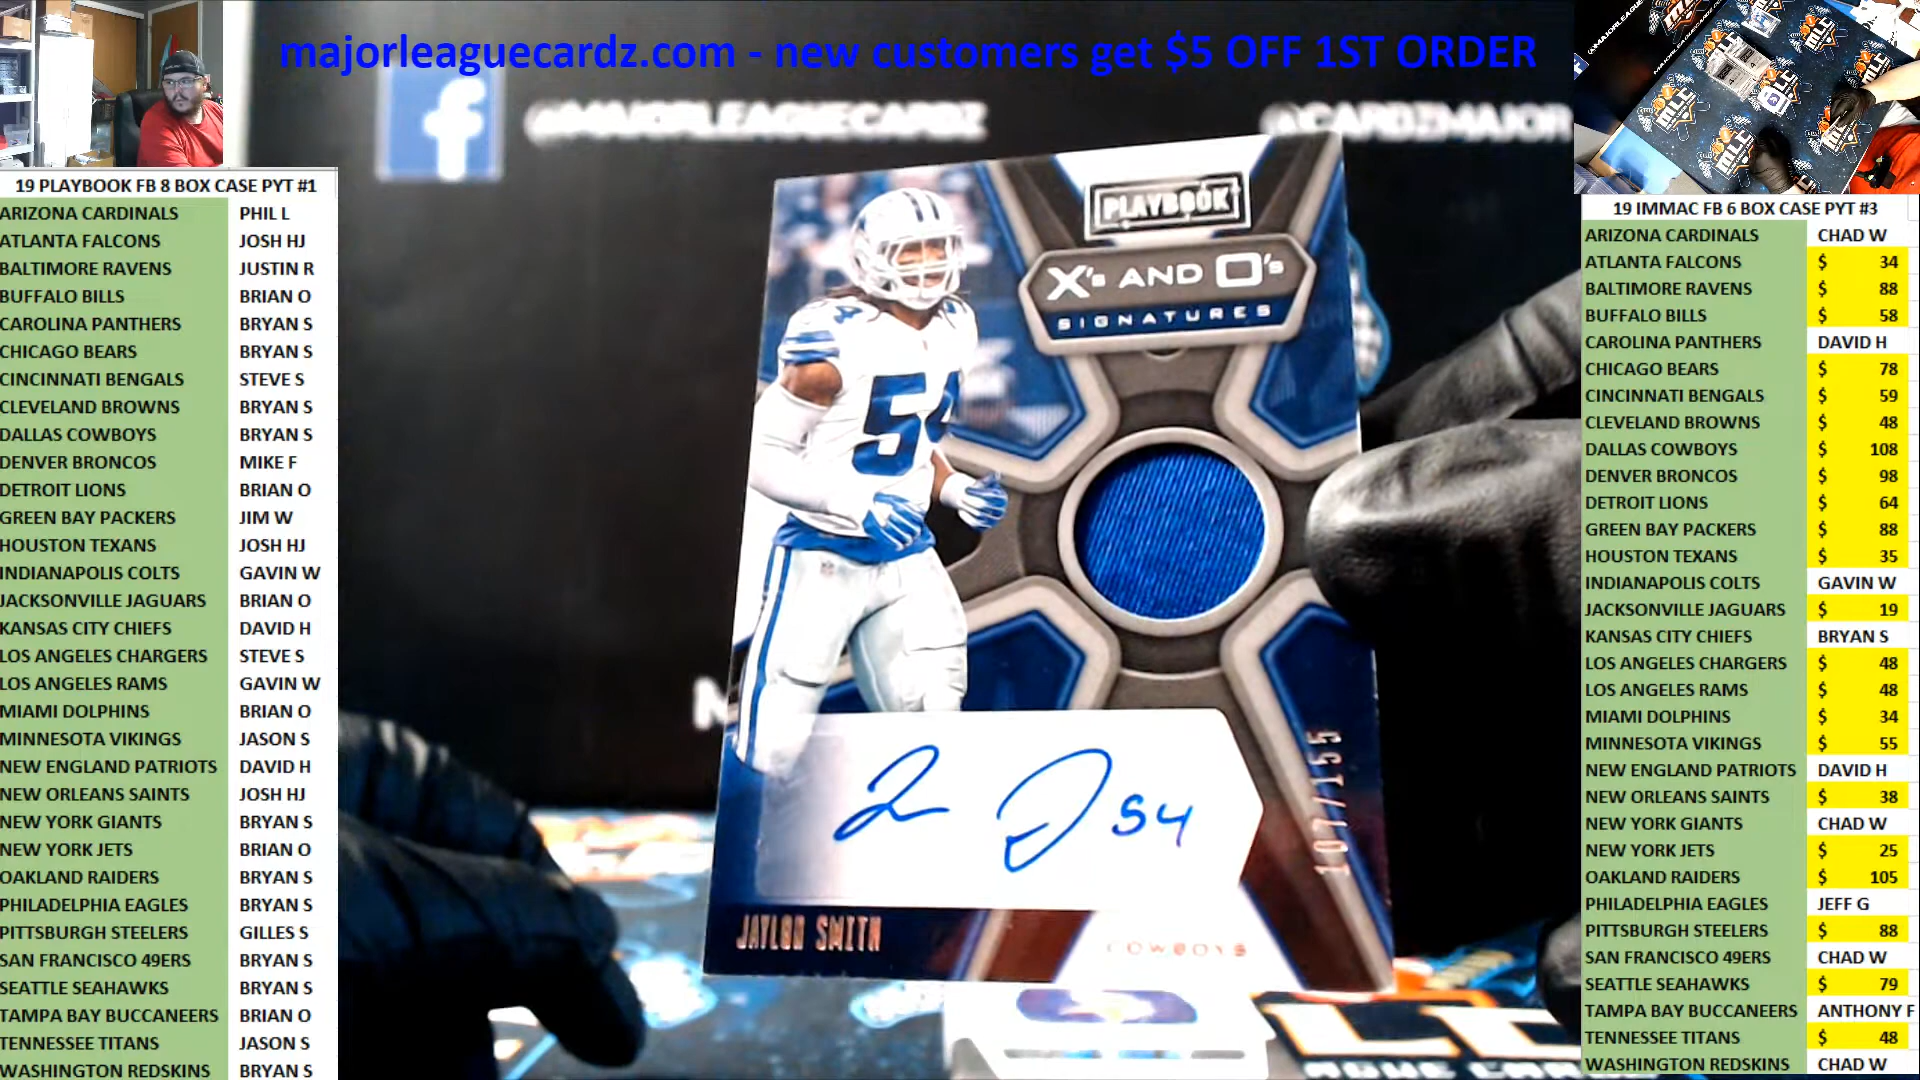 majorleaguecardz.com - new customers get $5 OFF 1ST ORDER
@MAJORLEAGUECARDZ
@CARDZMAJOR
19 PLAYBOOK FB 8 BOX CASE PYT #1
ARIZONA CARDINALS PHIL L
ATLANTA FALCONS JOSH HJ
BALTIMORE RAVENS JUSTIN R
BUFFALO BILLS BRIAN O
CAROLINA PANTHERS BRYAN S
CHICAGO BEARS BRYAN S
CINCINNATI BENGALS STEVE S
CLEVELAND BROWNS BRYAN S
DALLAS COWBOYS BRYAN S
DENVER BRONCOS MIKE F
DETROIT LIONS BRIAN O
GREEN BAY PACKERS JIM W
HOUSTON TEXANS JOSH HJ
INDIANAPOLIS COLTS GAVIN W
JACKSONVILLE JAGUARS BRIAN O
KANSAS CITY CHIEFS DAVID H
LOS ANGELES CHARGERS STEVE S
LOS ANGELES RAMS GAVIN W
MIAMI DOLPHINS BRIAN O
MINNESOTA VIKINGS JASON S
NEW ENGLAND PATRIOTS DAVID H
NEW ORLEANS SAINTS JOSH HJ
NEW YORK GIANTS BRYAN S
NEW YORK JETS BRIAN O
OAKLAND RAIDERS BRYAN S
PHILADELPHIA EAGLES BRYAN S
PITTSBURGH STEELERS GILLES S
SAN FRANCISCO 49ERS BRYAN S
SEATTLE SEAHAWKS BRYAN S
TAMPA BAY BUCCANEERS BRIAN O
TENNESSEE TITANS JASON S
WASHINGTON REDSKINS BRYAN S
PLAYBOOK
X's AND O's
SIGNATURES
54
54
107/155
JAYLON SMITH
COWBOYS
19 IMMAC FB 6 BOX CASE PYT #3
ARIZONA CARDINALS CHAD W
ATLANTA FALCONS $ 34
BALTIMORE RAVENS $ 88
BUFFALO BILLS $ 58
CAROLINA PANTHERS DAVID H
CHICAGO BEARS $ 78
CINCINNATI BENGALS $ 59
CLEVELAND BROWNS $ 48
DALLAS COWBOYS $ 108
DENVER BRONCOS $ 98
DETROIT LIONS $ 64
GREEN BAY PACKERS $ 88
HOUSTON TEXANS $ 35
INDIANAPOLIS COLTS GAVIN W
JACKSONVILLE JAGUARS $ 19
KANSAS CITY CHIEFS BRYAN S
LOS ANGELES CHARGERS $ 48
LOS ANGELES RAMS $ 48
MIAMI DOLPHINS $ 34
MINNESOTA VIKINGS $ 55
NEW ENGLAND PATRIOTS DAVID H
NEW ORLEANS SAINTS $ 38
NEW YORK GIANTS CHAD W
NEW YORK JETS $ 25
OAKLAND RAIDERS $ 105
PHILADELPHIA EAGLES JEFF G
PITTSBURGH STEELERS $ 88
SAN FRANCISCO 49ERS CHAD W
SEATTLE SEAHAWKS $ 79
TAMPA BAY BUCCANEERS ANTHONY F
TENNESSEE TITANS $ 48
WASHINGTON REDSKINS CHAD W